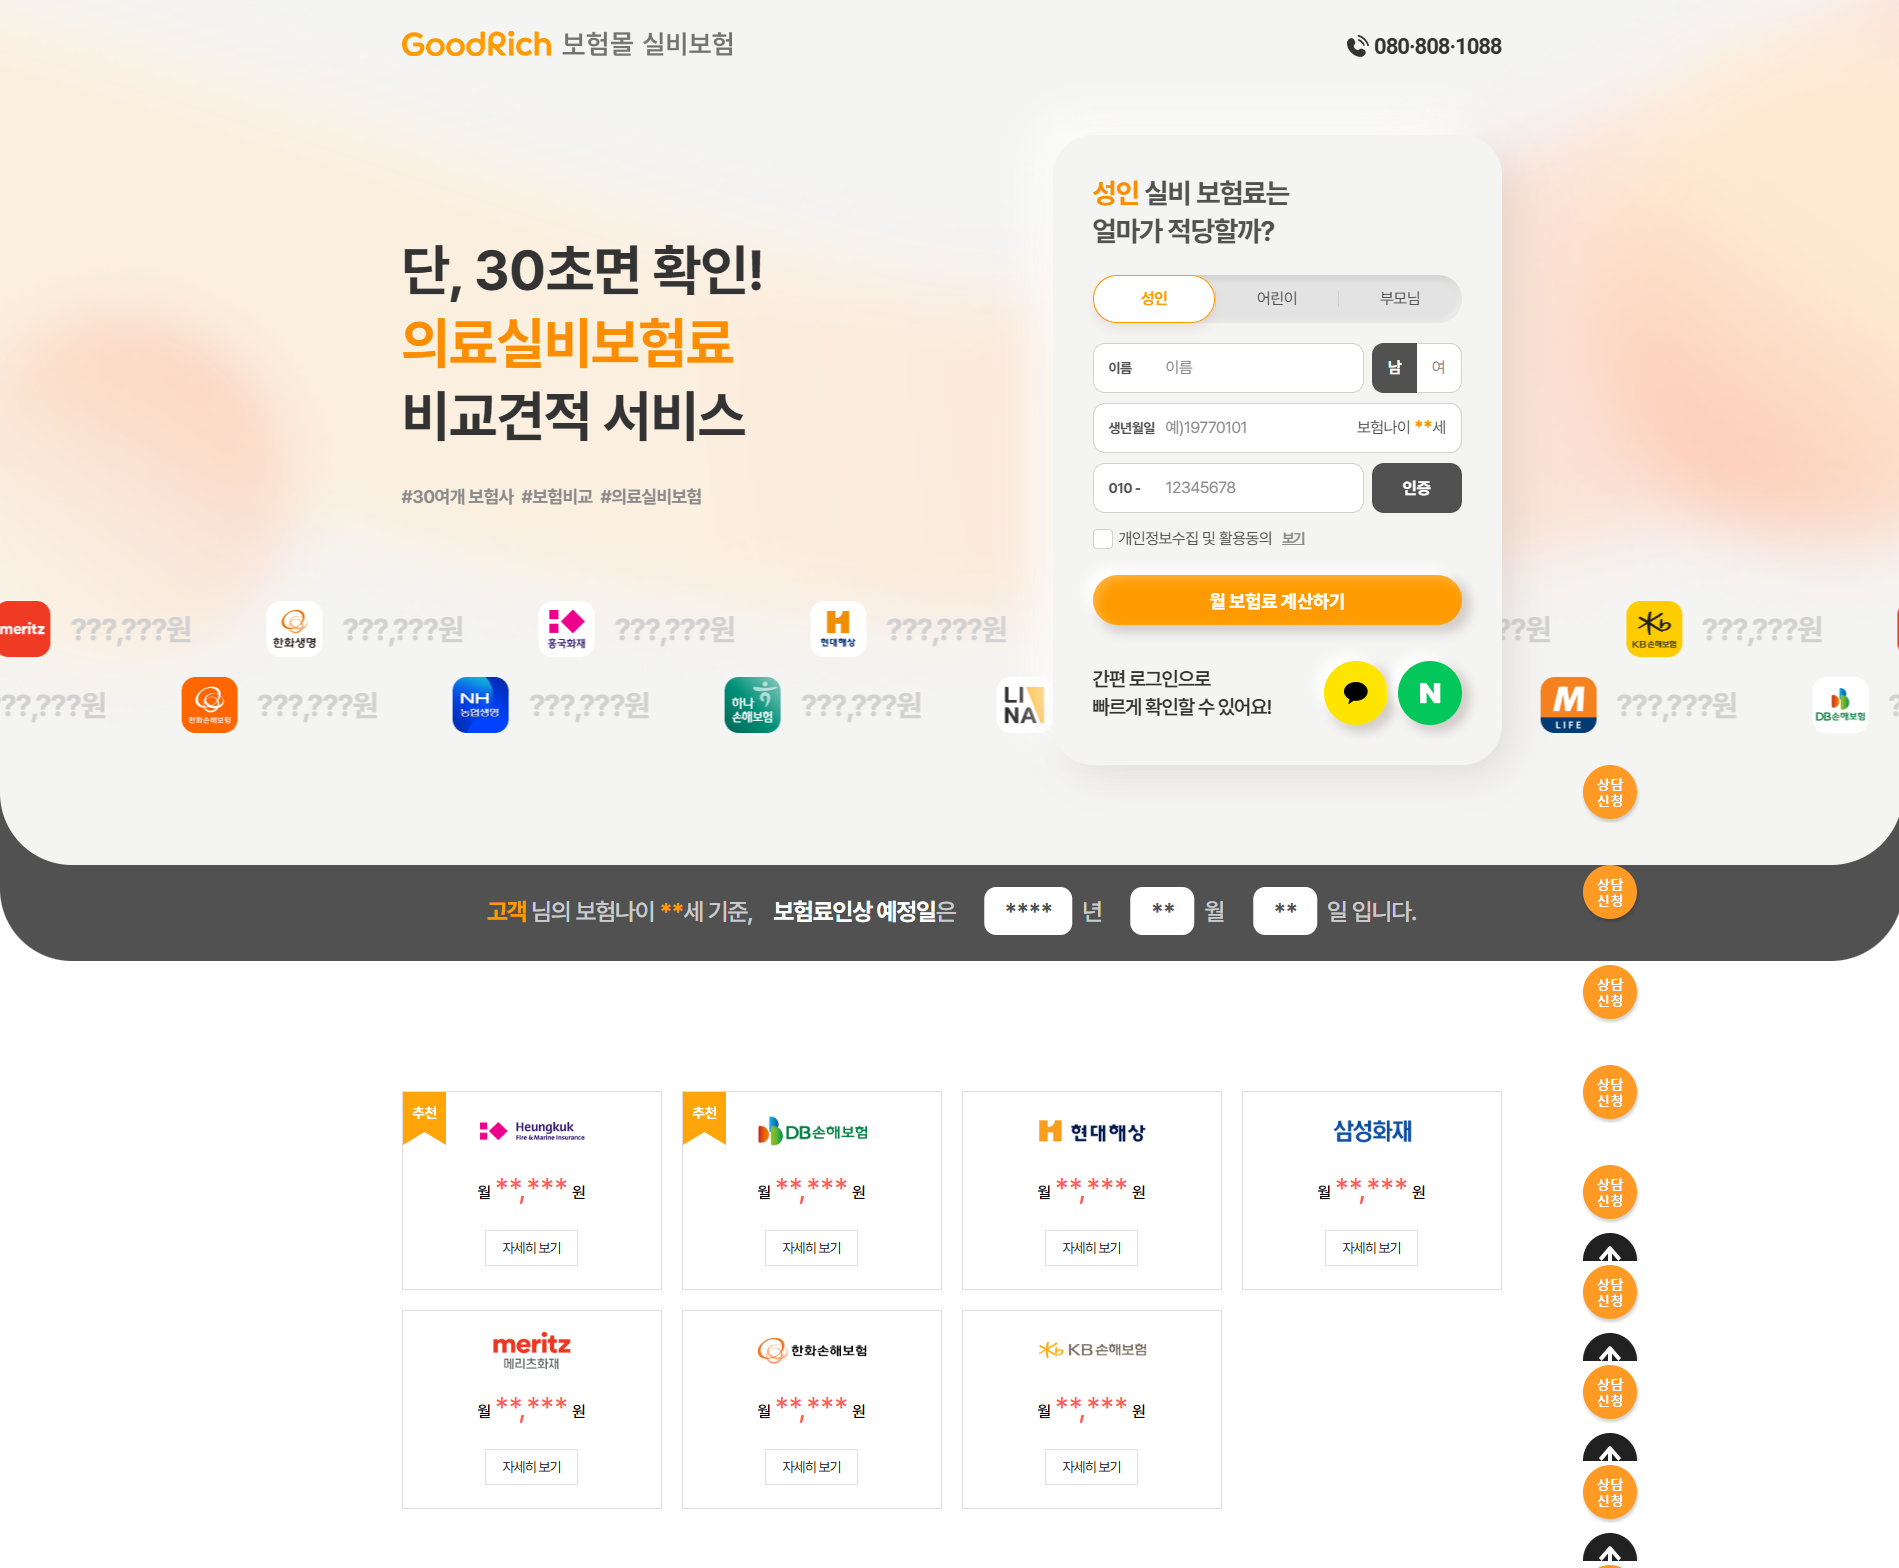 GoodRich 보험몰 실비보험
080·808·1088
단, 30초면 확인!
의료실비보험료
비교견적 서비스
#30여개 보험사 #보험비교 #의료실비보험
성인 실비 보험료는
얼마가 적당할까?
성인 어린이 부모님
이름 이름 남 여
생년월일 예)19770101 보험나이 **세
010 - 12345678 인증
개인정보수집 및 활용동의 보기
월 보험료 계산하기
간편 로그인으로
빠르게 확인할 수 있어요!
N
meritz ???,???원 한화생명 ???,???원 흥국화재 ???,???원 현대해상 ???,???원 ??원 KB손해보험 ???,???원
??,???원 한화손해보험 ???,???원 NH농협생명 ???,???원 하나손해보험 ???,???원 LINA M LIFE ???,???원 DB손해보험 ?
상담
신청
고객 님의 보험나이 **세 기준, 보험료인상 예정일은 **** 년 ** 월 ** 일 입니다.
상담
신청
상담
신청
상담
신청
추천 Heungkuk Fire & Marine Insurance
월 **,*** 원
자세히 보기
추천 DB손해보험
월 **,*** 원
자세히 보기
현대해상
월 **,*** 원
자세히 보기
삼성화재
월 **,*** 원
자세히 보기
상담
신청
상담
신청
meritz
메리츠화재
월 **,*** 원
자세히 보기
한화손해보험
월 **,*** 원
자세히 보기
KB손해보험
월 **,*** 원
자세히 보기
상담
신청
상담
신청